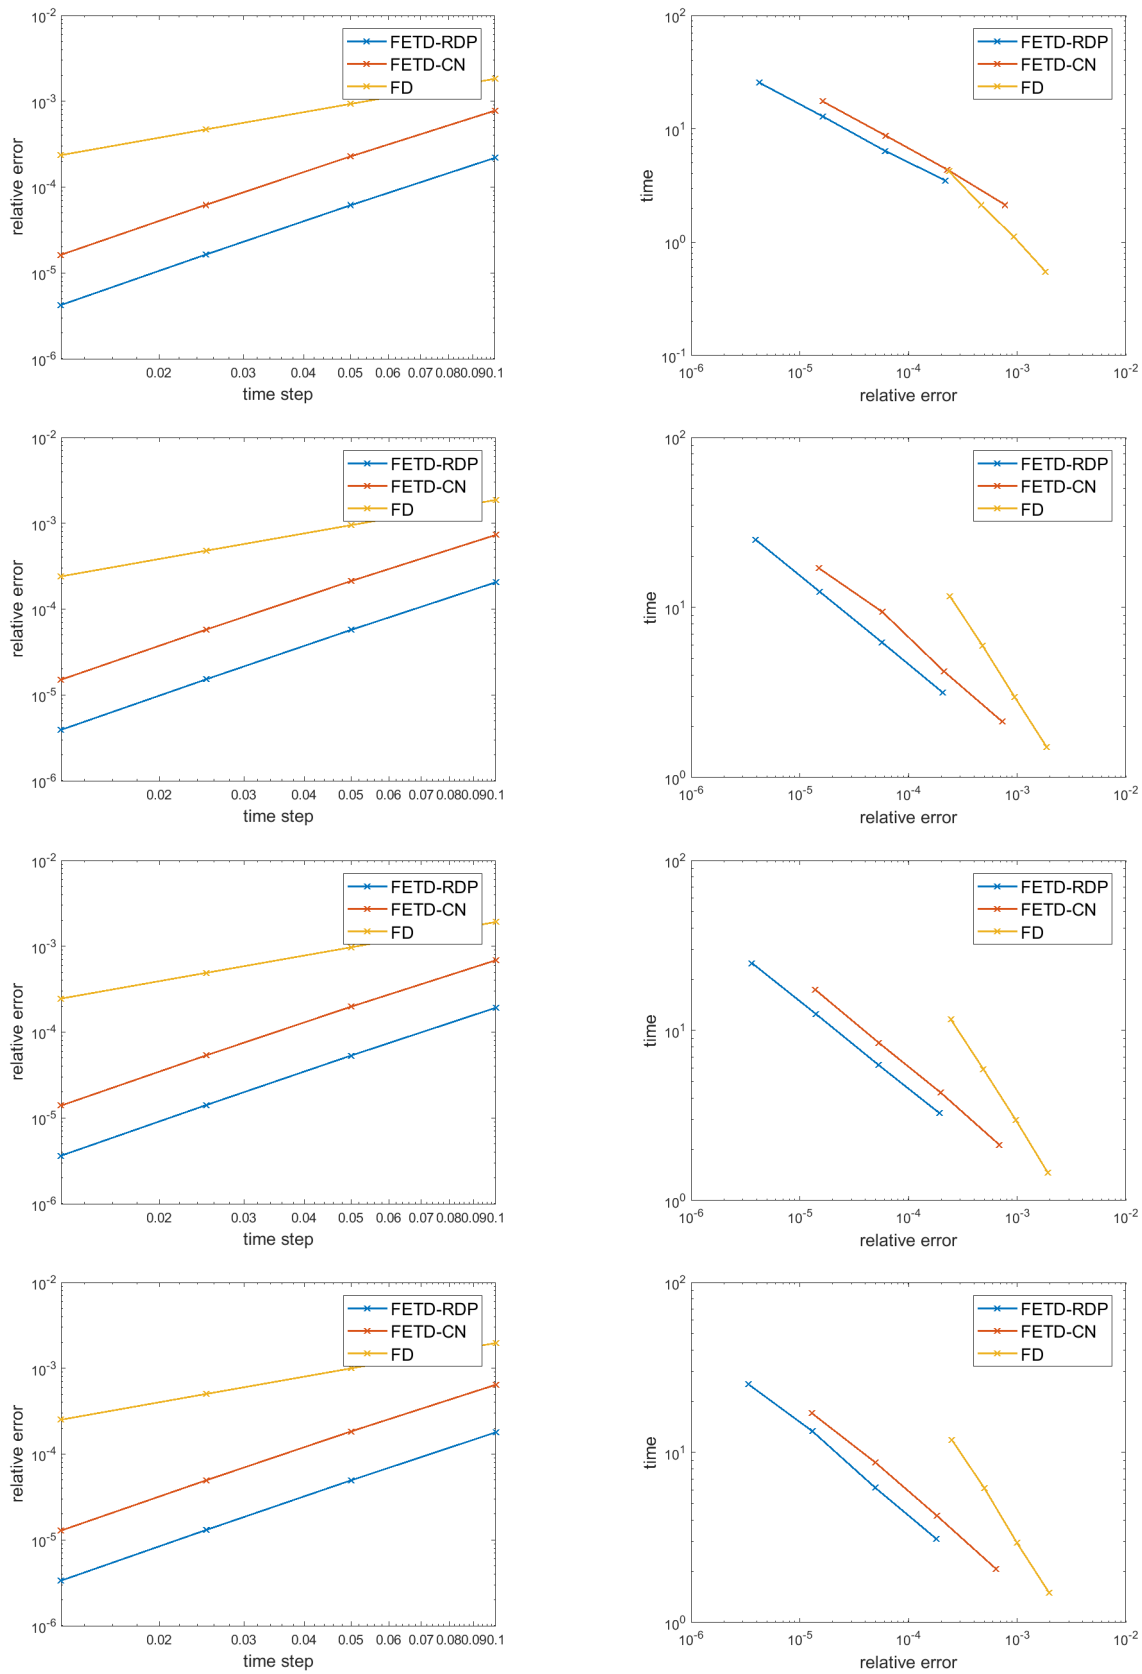 10^-2
10^-3
10^-4
10^-5
10^-6
relative error
FETD-RDP
FETD-CN
FD
0.02 0.03 0.04 0.05 0.06 0.07 0.08 0.09 0.1
time step
10^2
10^1
10^0
10^-1
time
FETD-RDP
FETD-CN
FD
10^-6 10^-5 10^-4 10^-3 10^-2
relative error
10^-2
10^-3
10^-4
10^-5
10^-6
relative error
FETD-RDP
FETD-CN
FD
0.02 0.03 0.04 0.05 0.06 0.07 0.08 0.09 0.1
time step
10^2
10^1
10^0
time
FETD-RDP
FETD-CN
FD
10^-6 10^-5 10^-4 10^-3 10^-2
relative error
10^-2
10^-3
10^-4
10^-5
10^-6
relative error
FETD-RDP
FETD-CN
FD
0.02 0.03 0.04 0.05 0.06 0.07 0.08 0.09 0.1
time step
10^2
10^1
10^0
time
FETD-RDP
FETD-CN
FD
10^-6 10^-5 10^-4 10^-3 10^-2
relative error
10^-2
10^-3
10^-4
10^-5
10^-6
relative error
FETD-RDP
FETD-CN
FD
0.02 0.03 0.04 0.05 0.06 0.07 0.08 0.09 0.1
time step
10^2
10^1
10^0
time
FETD-RDP
FETD-CN
FD
10^-6 10^-5 10^-4 10^-3 10^-2
relative error